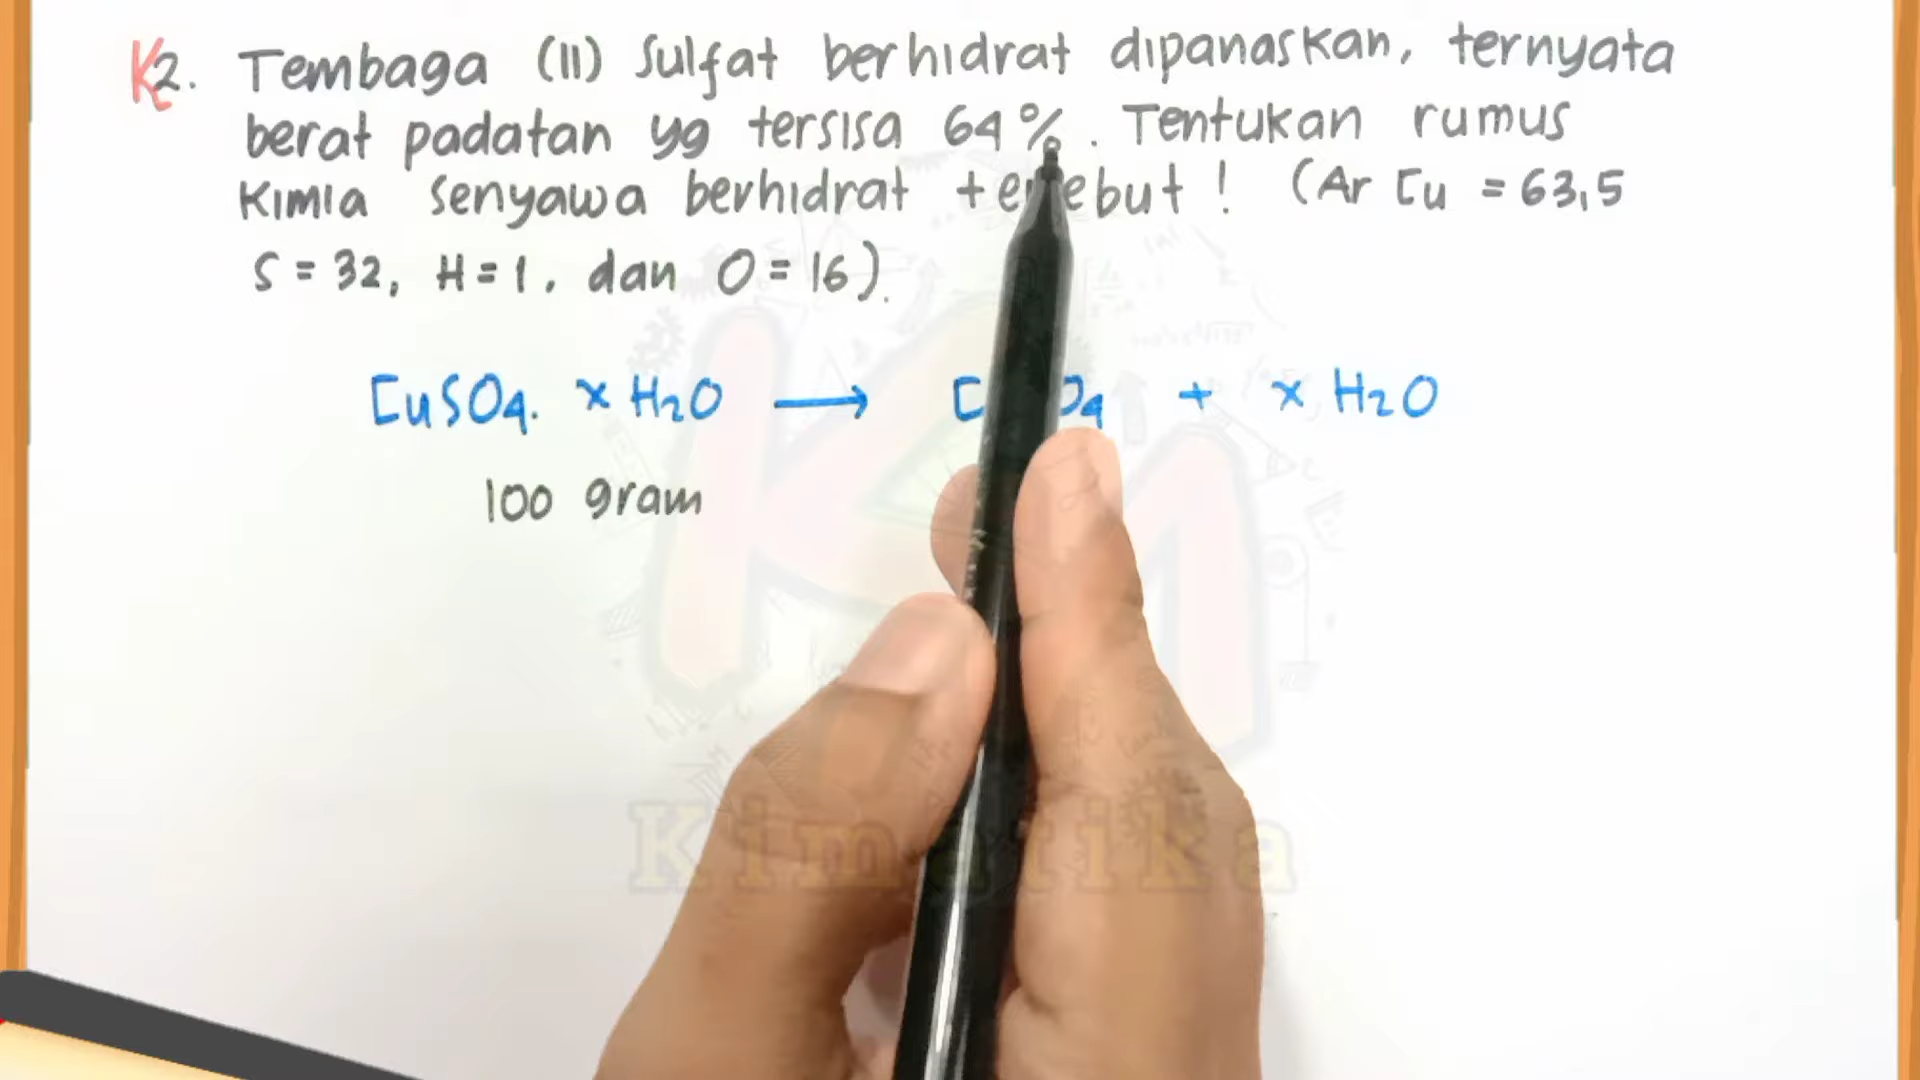 K2. Tembaga (II) Sulfat berhidrat dipanaskan, ternyata
berat padatan yg tersisa 64%. Tentukan rumus
kimia senyawa berhidrat tersebut! (Ar Cu = 63,5
S = 32, H = 1, dan O = 16).
CuSO4. x H2O → + x H2O
100 gram
Kimatika